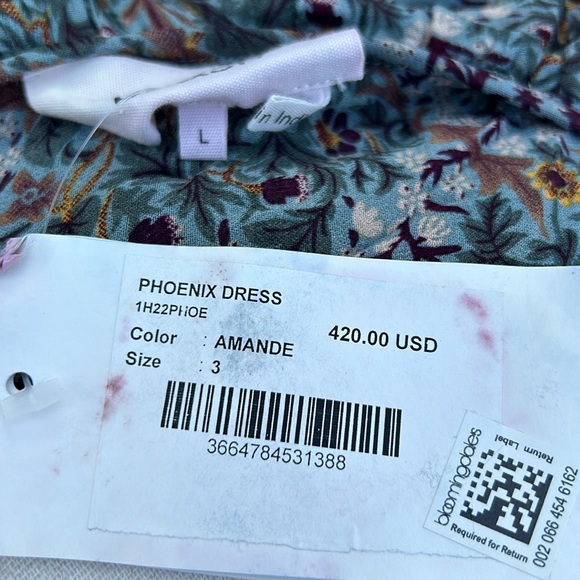 L
in Ind
PHOENIX DRESS
1H22PHOE
420.00 USD
Color : AMANDE
Size : 3
3664784531388
bloomingdales
Return Label
Required for Return
002 066 454 6162